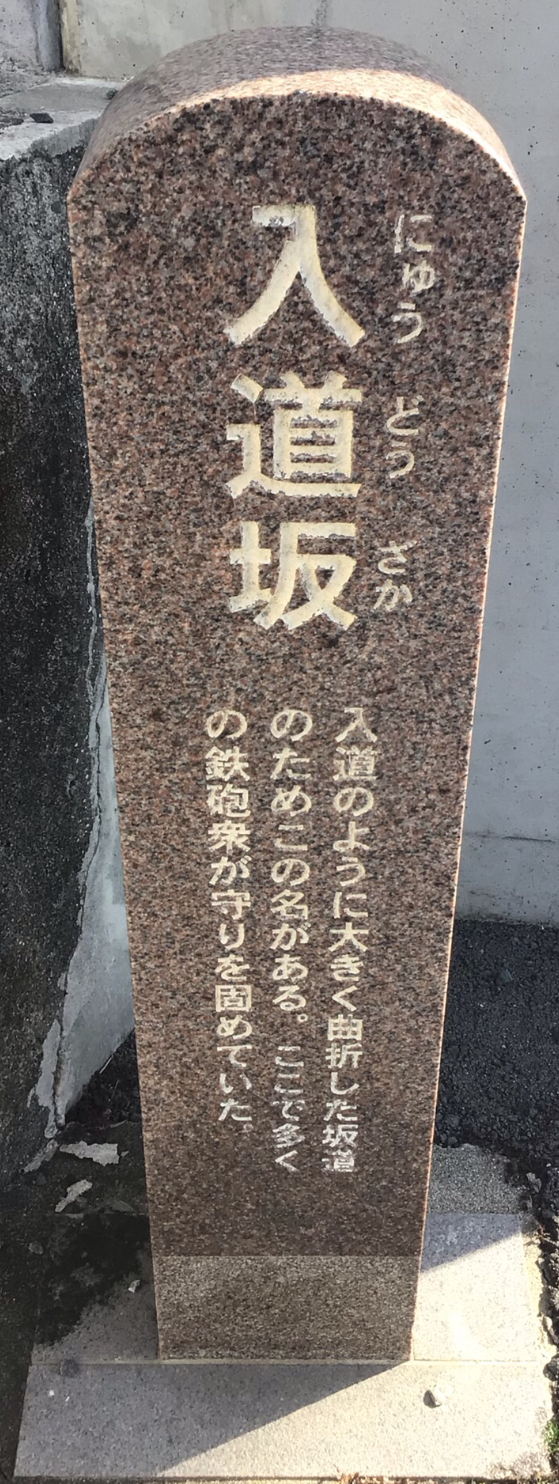 にゅうどうざか
入道坂
入道のように大きく曲折した坂道
のためこの名がある。ここで多く
の鉄砲衆が守りを固めていた